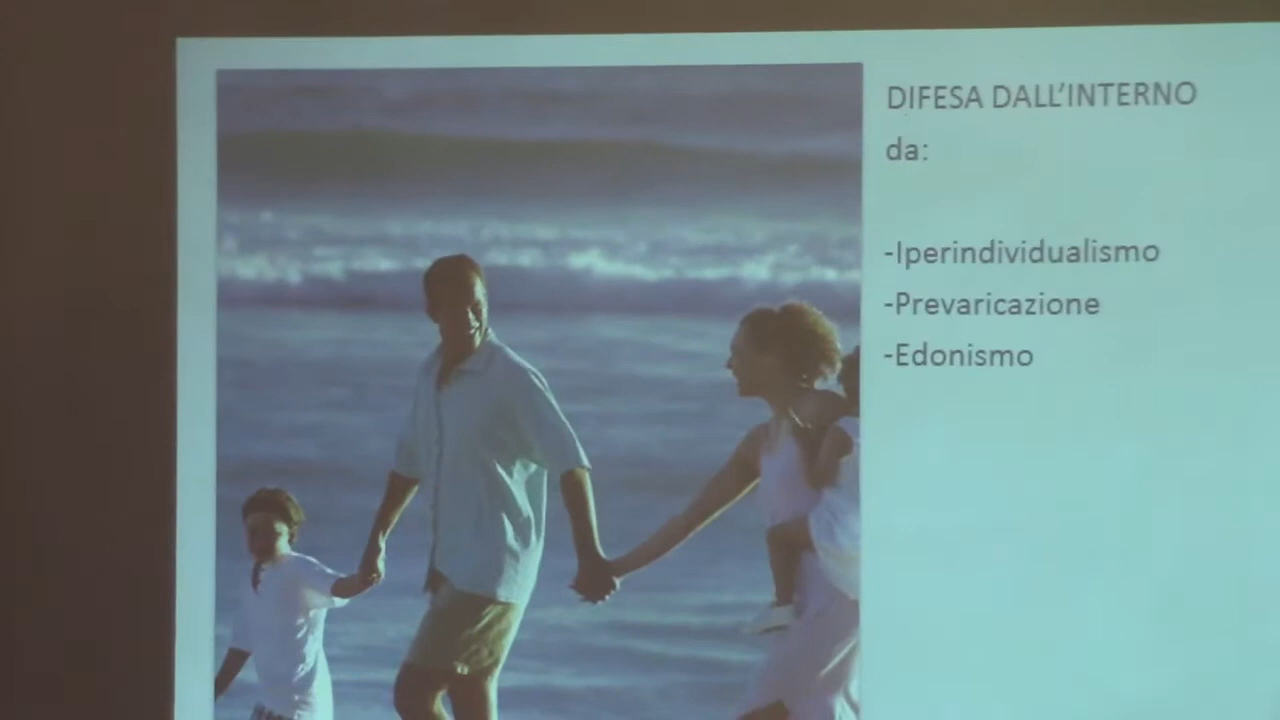 DIFESA DALL'INTERNO
da:
-Iperindividualismo
-Prevaricazione
-Edonismo